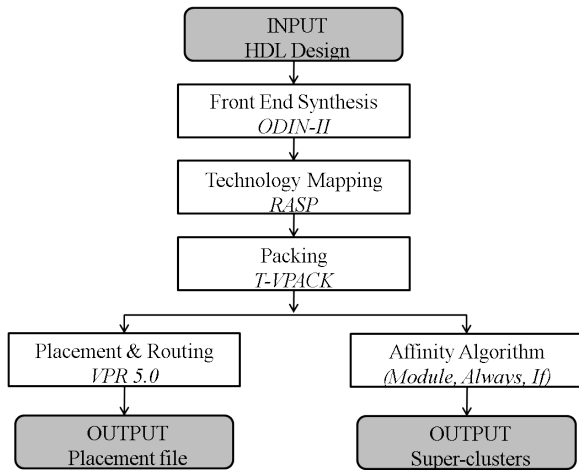 INPUT
HDL Design
Front End Synthesis
ODIN-II
Technology Mapping
RASP
Packing
T-VPACK
Placement & Routing
VPR 5.0
Affinity Algorithm
(Module, Always, If)
OUTPUT
Placement file
OUTPUT
Super-clusters